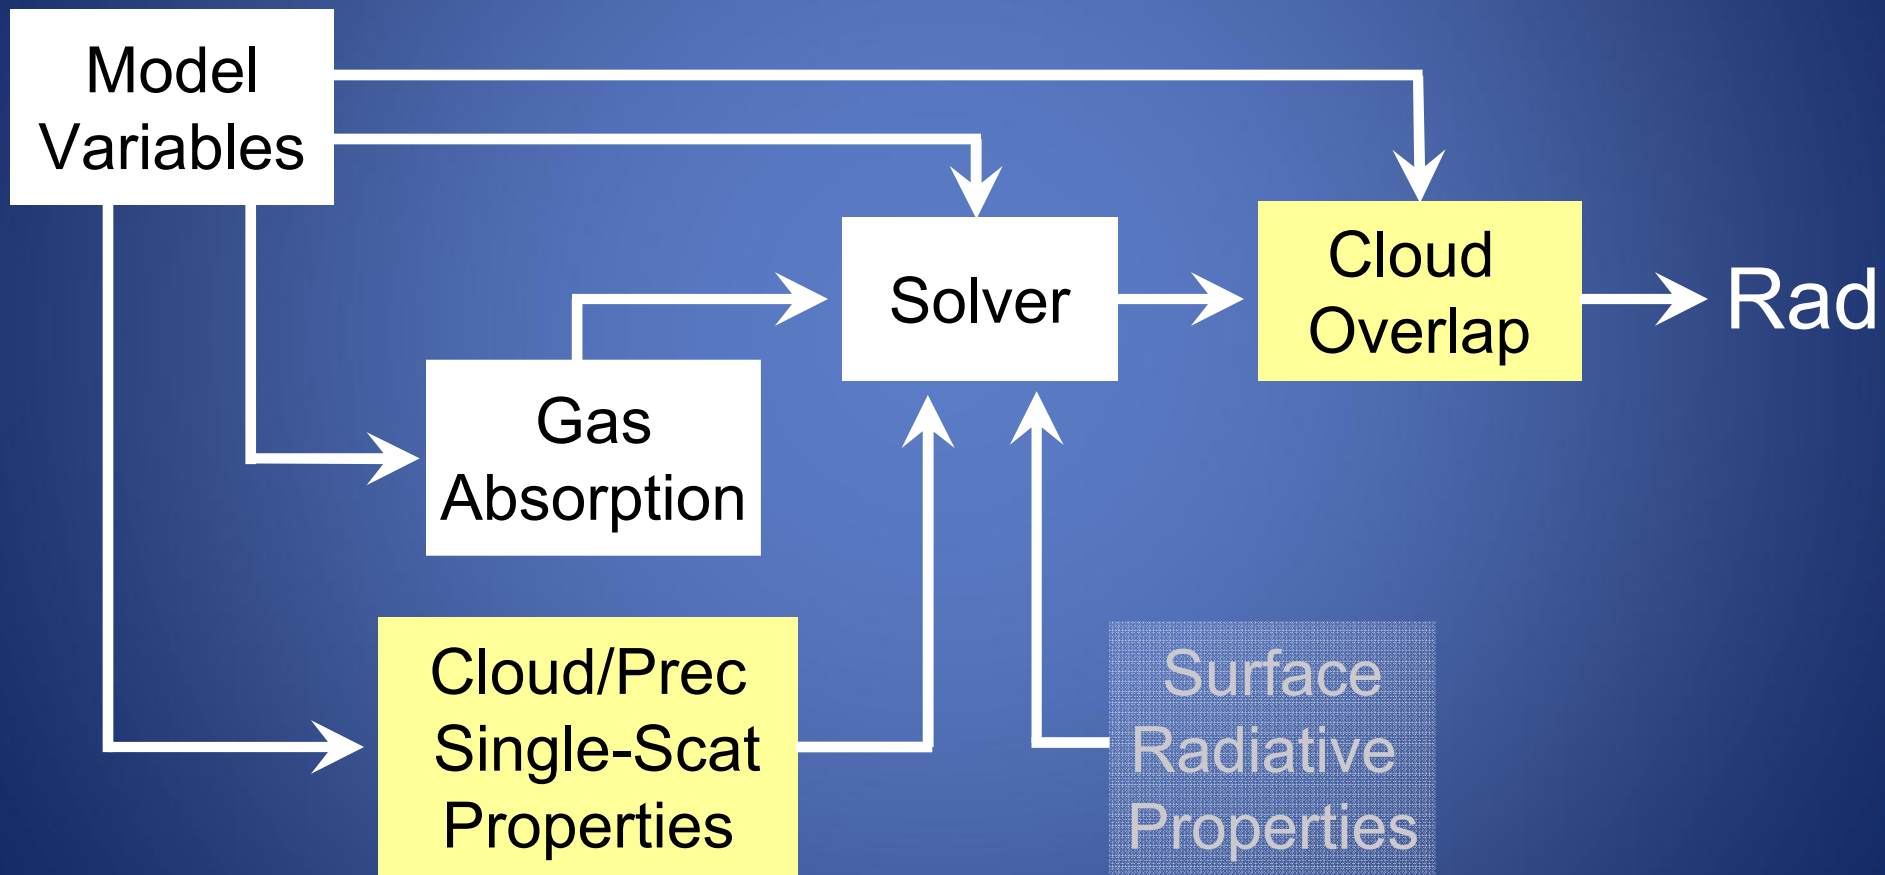 Model
Variables
Solver
Cloud
Overlap
Rad
Gas
Absorption
Cloud/Prec
Single-Scat
Properties
Surface
Radiative
Properties